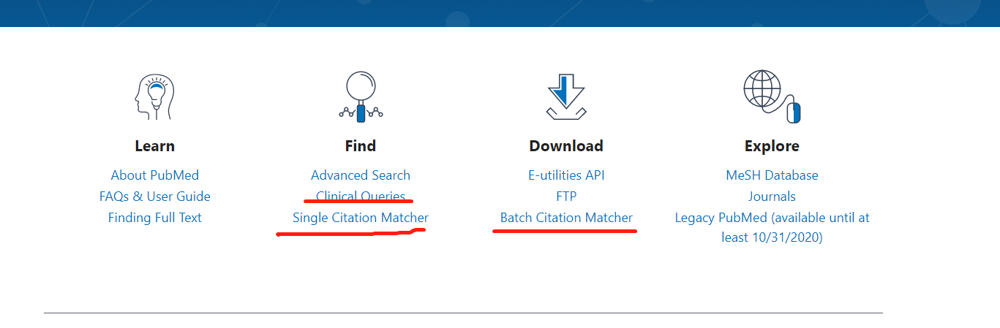 Learn
About PubMed
FAQs & User Guide
Finding Full Text
Find
Advanced Search
Clinical Queries
Single Citation Matcher
Download
E-utilities API
FTP
Batch Citation Matcher
Explore
MeSH Database
Journals
Legacy PubMed (available until at
least 10/31/2020)